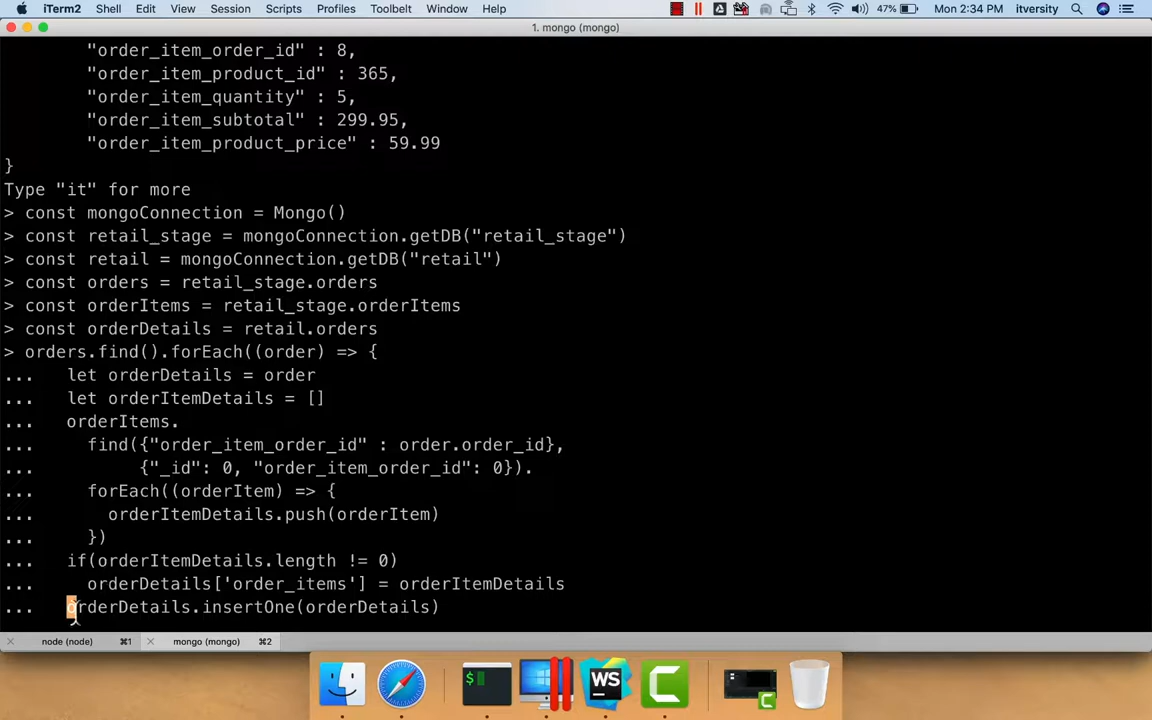 iTerm2 Shell Edit View Session Scripts Profiles Toolbelt Window Help 47% Mon 2:34 PM itversity
1. mongo (mongo)
"order_item_order_id" : 8,
"order_item_product_id" : 365,
"order_item_quantity" : 5,
"order_item_subtotal" : 299.95,
"order_item_product_price" : 59.99
}
Type "it" for more
> const mongoConnection = Mongo()
> const retail_stage = mongoConnection.getDB("retail_stage")
> const retail = mongoConnection.getDB("retail")
> const orders = retail_stage.orders
> const orderItems = retail_stage.orderItems
> const orderDetails = retail.orders
> orders.find().forEach((order) => {
... let orderDetails = order
... let orderItemDetails = []
... orderItems.
... find({"order_item_order_id" : order.order_id},
... {"_id": 0, "order_item_order_id": 0}).
... forEach((orderItem) => {
... orderItemDetails.push(orderItem)
... })
... if(orderItemDetails.length != 0)
... orderDetails['order_items'] = orderItemDetails
... orderDetails.insertOne(orderDetails)
node (node) ⌘1 mongo (mongo) ⌘2
$ WS C
C